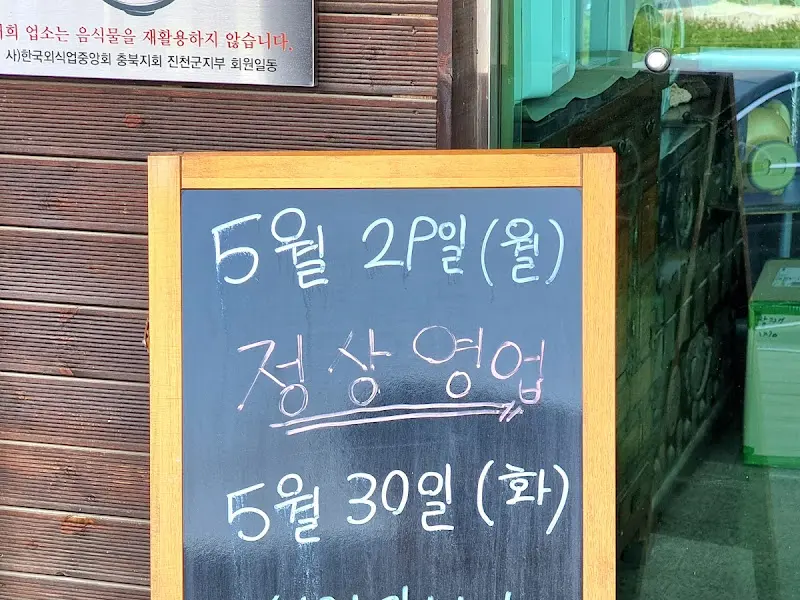 희 업소는 음식물을 재활용하지 않습니다.
사)한국외식업중앙회 충북지회 진천군지부 회원일동
5월 29일(월)
정상영업
5월 30일(화)